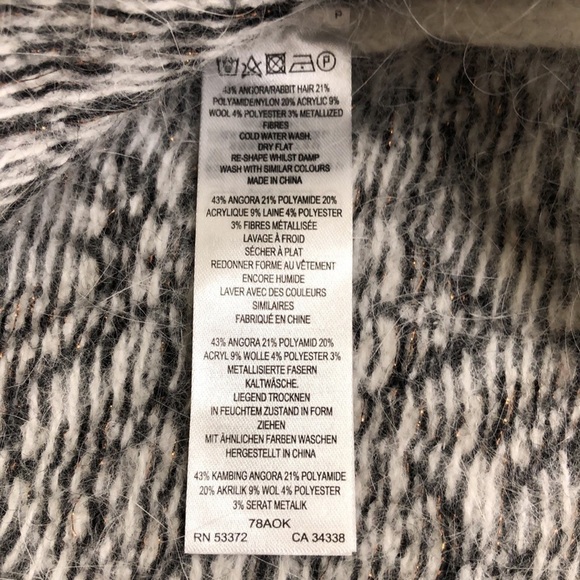 P
P
43% ANGORA/RABBIT HAIR 21%
POLYAMIDE/NYLON 20% ACRYLIC 9%
WOOL 4% POLYESTER 3% METALLIZED
FIBRES
COLD WATER WASH.
DRY FLAT
RE-SHAPE WHILST DAMP
WASH WITH SIMILAR COLOURS
MADE IN CHINA
43% ANGORA 21% POLYAMIDE 20%
ACRYLIQUE 9% LAINE 4% POLYESTER
3% FIBRES MÉTALLISÉE
LAVAGE À FROID
SÉCHER À PLAT
REDONNER FORME AU VÊTEMENT
ENCORE HUMIDE
LAVER AVEC DES COULEURS
SIMILAIRES
FABRIQUÉ EN CHINE
43% ANGORA 21% POLYAMID 20%
ACRYL 9% WOLLE 4% POLYESTER 3%
METALLISIERTE FASERN
KALTWÄSCHE.
LIEGEND TROCKNEN
IN FEUCHTEM ZUSTAND IN FORM
ZIEHEN
MIT ÄHNLICHEN FARBEN WASCHEN
HERGESTELLT IN CHINA
43% KAMBING ANGORA 21% POLYAMIDE
20% AKRILIK 9% WOL 4% POLYESTER
3% SERAT METALIK
78AOK
RN 53372 CA 34338